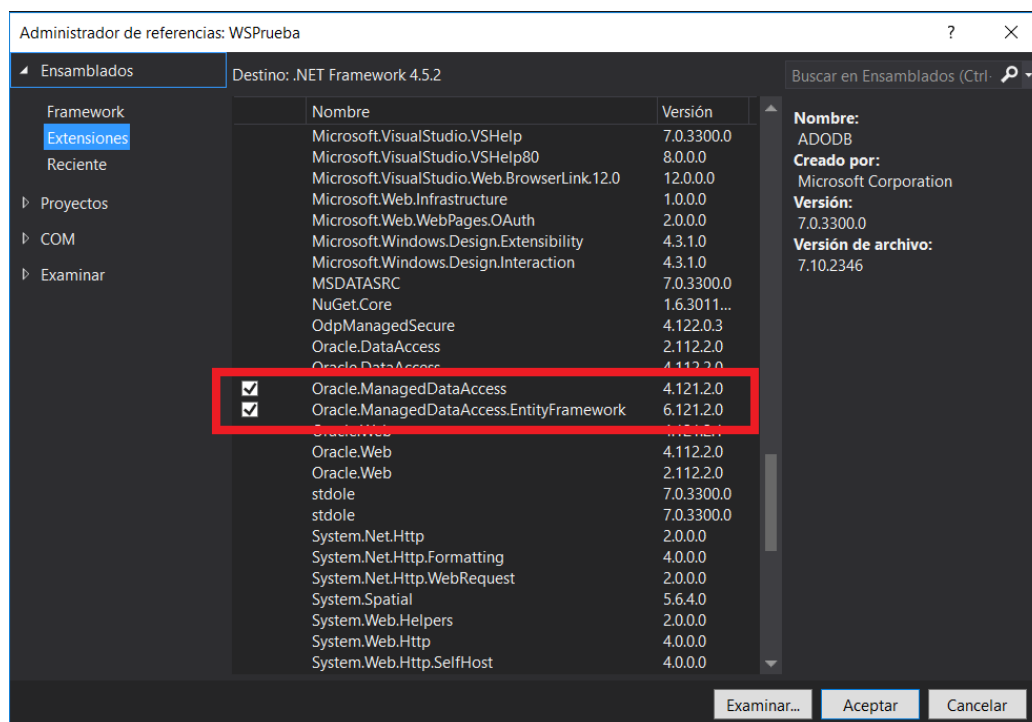 Administrador de referencias: WSPrueba ? ×
Ensamblados
Framework
Extensiones
Reciente
Proyectos
COM
Examinar
Destino: .NET Framework 4.5.2
Nombre Versión
Microsoft.VisualStudio.VSHelp 7.0.3300.0
Microsoft.VisualStudio.VSHelp80 8.0.0.0
Microsoft.VisualStudio.Web.BrowserLink.12.0 12.0.0.0
Microsoft.Web.Infrastructure 1.0.0.0
Microsoft.Web.WebPages.OAuth 2.0.0.0
Microsoft.Windows.Design.Extensibility 4.3.1.0
Microsoft.Windows.Design.Interaction 4.3.1.0
MSDATASRC 7.0.3300.0
NuGet.Core 1.6.3011...
OdpManagedSecure 4.122.0.3
Oracle.DataAccess 2.112.2.0
Oracle.DataAccess 4.112.2.0
Oracle.ManagedDataAccess 4.121.2.0
Oracle.ManagedDataAccess.EntityFramework 6.121.2.0
Oracle.Web
Oracle.Web 4.112.2.0
Oracle.Web 2.112.2.0
stdole 7.0.3300.0
stdole 7.0.3300.0
System.Net.Http 2.0.0.0
System.Net.Http.Formatting 4.0.0.0
System.Net.Http.WebRequest 2.0.0.0
System.Spatial 5.6.4.0
System.Web.Helpers 2.0.0.0
System.Web.Http 4.0.0.0
System.Web.Http.SelfHost 4.0.0.0
Buscar en Ensamblados (Ctrl-
Nombre:
ADODB
Creado por:
Microsoft Corporation
Versión:
7.0.3300.0
Versión de archivo:
7.10.2346
Examinar... Aceptar Cancelar